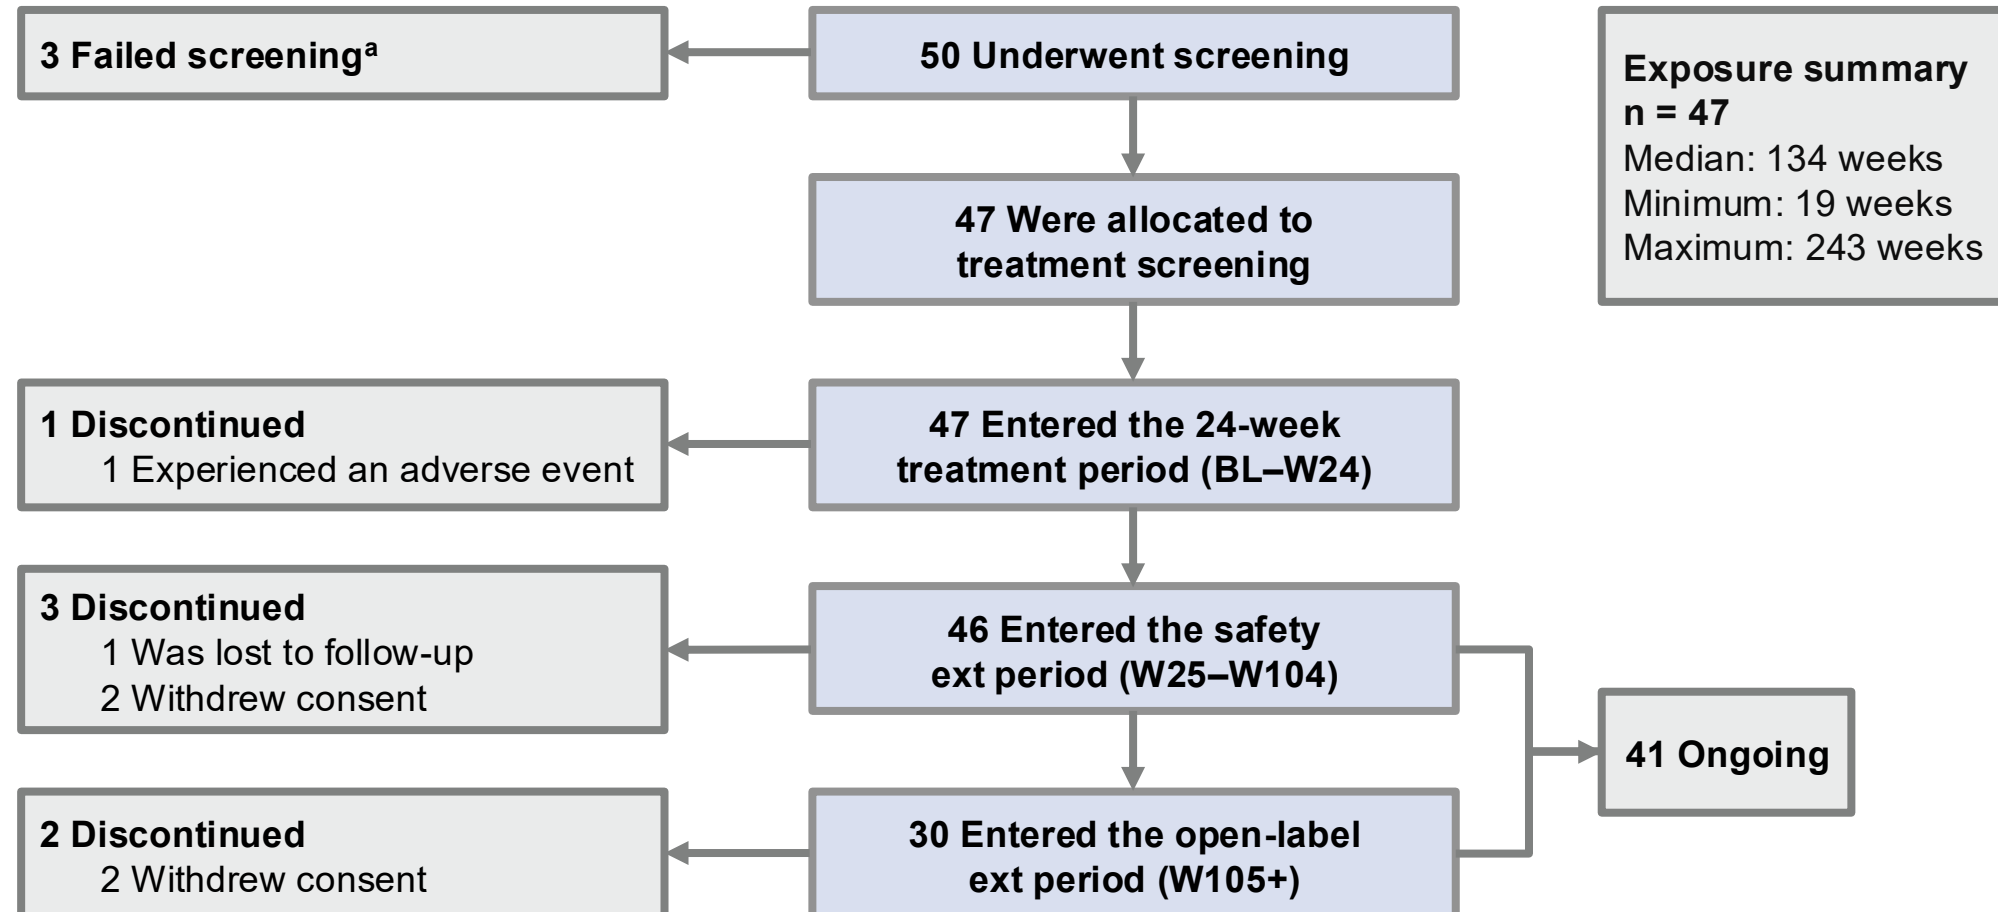 3 Failed screeningᵃ
50 Underwent screening
Exposure summary
n = 47
Median: 134 weeks
Minimum: 19 weeks
Maximum: 243 weeks
47 Were allocated to
treatment screening
1 Discontinued
1 Experienced an adverse event
47 Entered the 24-week
treatment period (BL–W24)
3 Discontinued
1 Was lost to follow-up
2 Withdrew consent
46 Entered the safety
ext period (W25–W104)
41 Ongoing
2 Discontinued
2 Withdrew consent
30 Entered the open-label
ext period (W105+)